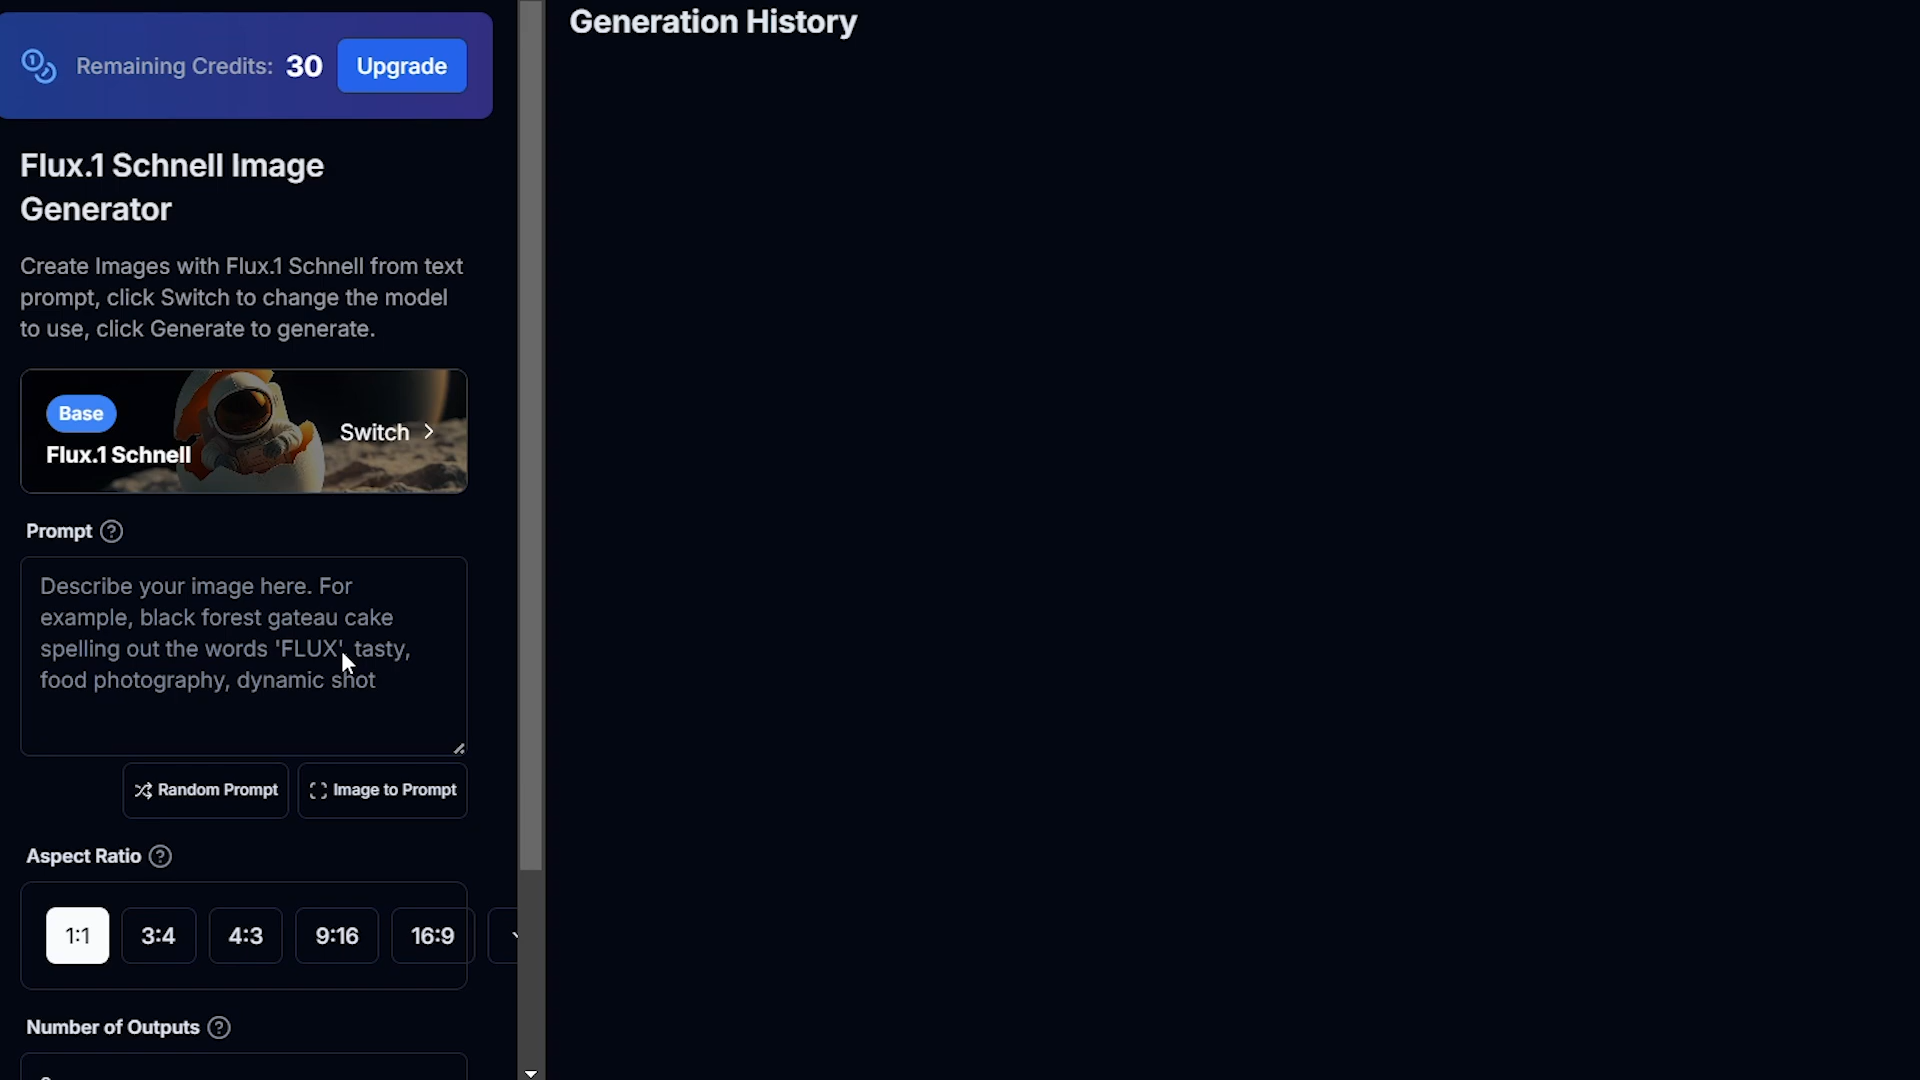 Remaining Credits: 30 Upgrade
Generation History
Flux.1 Schnell Image
Generator
Create Images with Flux.1 Schnell from text
prompt, click Switch to change the model
to use, click Generate to generate.
Base
Flux.1 Schnell
Switch
Prompt
Describe your image here. For
example, black forest gateau cake
spelling out the words 'FLUX', tasty,
food photography, dynamic shot
Random Prompt Image to Prompt
Aspect Ratio
1:1 3:4 4:3 9:16 16:9
Number of Outputs